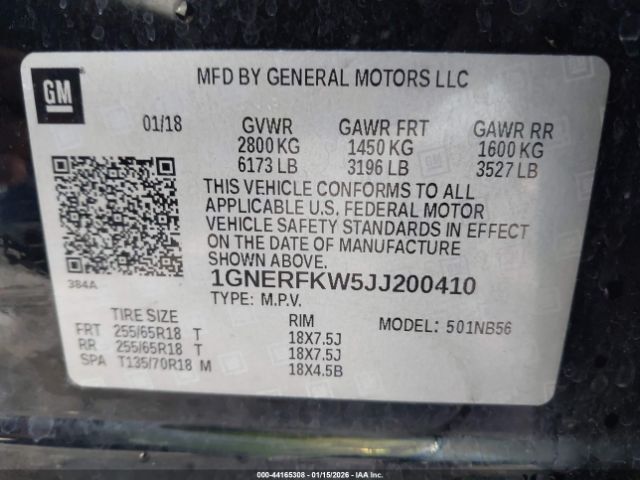 GM
MFD BY GENERAL MOTORS LLC
01/18 GVWR GAWR FRT GAWR RR
2800 KG 1450 KG 1600 KG
6173 LB 3196 LB 3527 LB
THIS VEHICLE CONFORMS TO ALL
APPLICABLE U.S. FEDERAL MOTOR
VEHICLE SAFETY STANDARDS IN EFFECT
ON THE DATE OF MANUFACTURE
SHOWN ABOVE.
384A
1GNERFKW5JJ200410
TYPE: M.P.V.
TIRE SIZE RIM MODEL: 501NB56
FRT 255/65R18 T 18X7.5J
RR 255/65R18 T 18X7.5J
SPA T135/70R18 M 18X4.5B
000-44165308 - 01/15/2026 - IAAI.COM